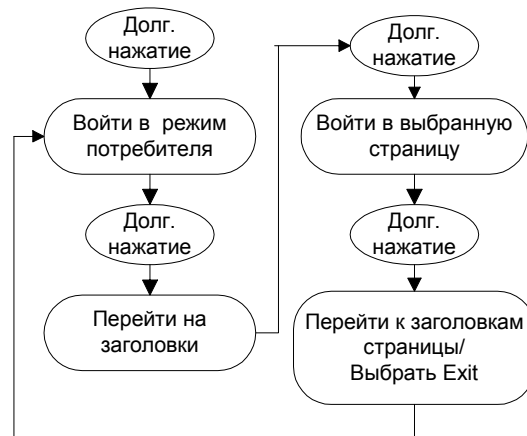 Долг.
нажатие
Войти в режим
потребителя
Долг.
нажатие
Перейти на
заголовки
Долг.
нажатие
Войти в выбранную
страницу
Долг.
нажатие
Перейти к заголовкам
страницы/
Выбрать Exit